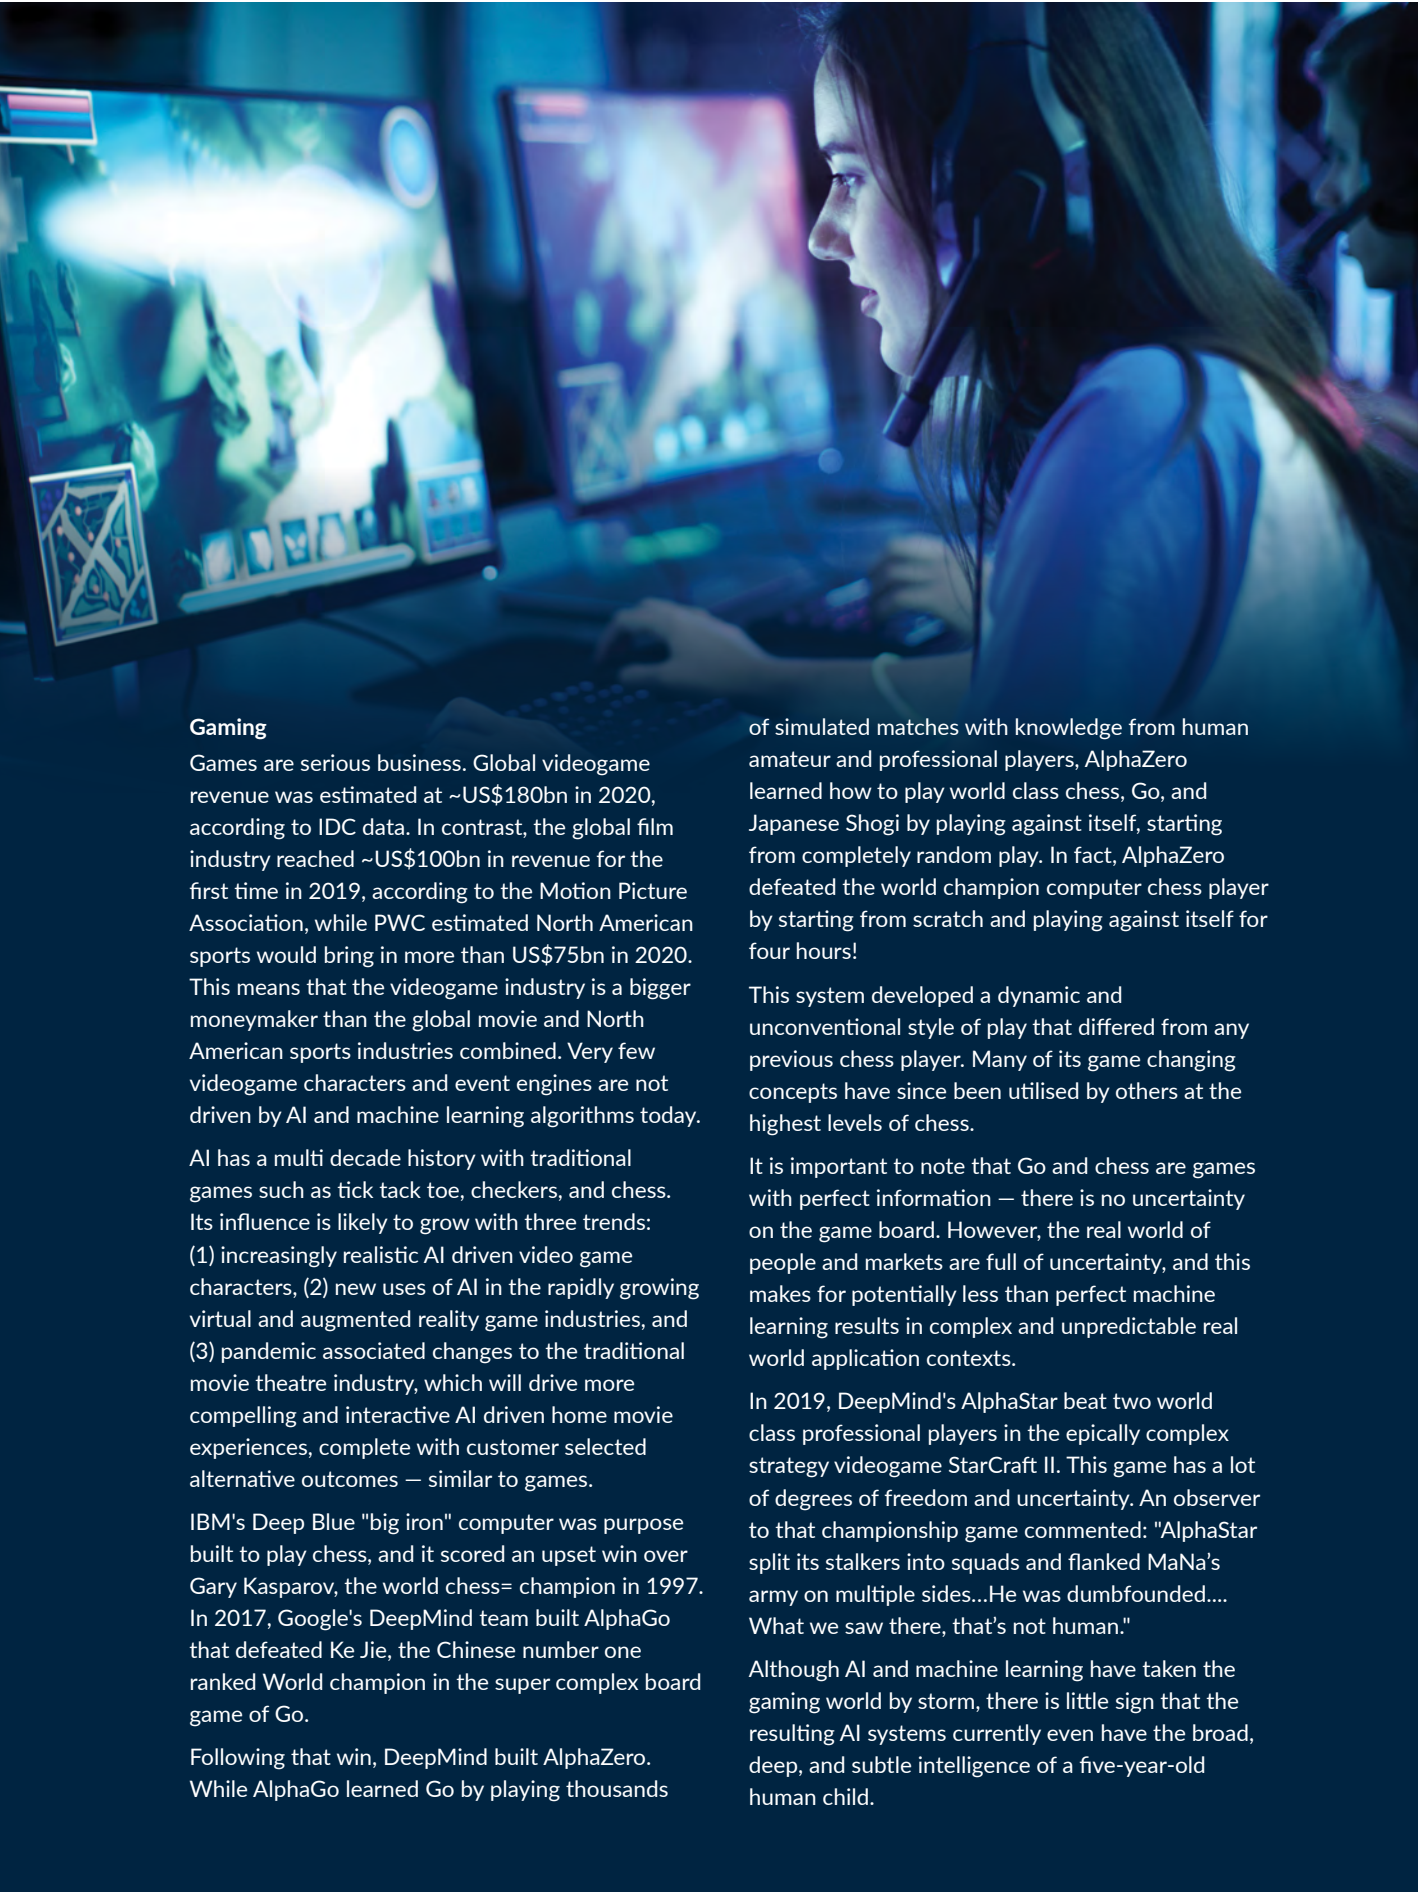 Gaming
Games are serious business. Global videogame
revenue was estimated at ~US$180bn in 2020,
according to IDC data. In contrast, the global film
industry reached ~US$100bn in revenue for the
first time in 2019, according to the Motion Picture
Association, while PWC estimated North American
sports would bring in more than US$75bn in 2020.
This means that the videogame industry is a bigger
moneymaker than the global movie and North
American sports industries combined. Very few
videogame characters and event engines are not
driven by AI and machine learning algorithms today.
AI has a multi decade history with traditional
games such as tick tack toe, checkers, and chess.
Its influence is likely to grow with three trends:
(1) increasingly realistic AI driven video game
characters, (2) new uses of AI in the rapidly growing
virtual and augmented reality game industries, and
(3) pandemic associated changes to the traditional
movie theatre industry, which will drive more
compelling and interactive AI driven home movie
experiences, complete with customer selected
alternative outcomes — similar to games.
IBM's Deep Blue "big iron" computer was purpose
built to play chess, and it scored an upset win over
Gary Kasparov, the world chess= champion in 1997.
In 2017, Google's DeepMind team built AlphaGo
that defeated Ke Jie, the Chinese number one
ranked World champion in the super complex board
game of Go.
Following that win, DeepMind built AlphaZero.
While AlphaGo learned Go by playing thousands
of simulated matches with knowledge from human
amateur and professional players, AlphaZero
learned how to play world class chess, Go, and
Japanese Shogi by playing against itself, starting
from completely random play. In fact, AlphaZero
defeated the world champion computer chess player
by starting from scratch and playing against itself for
four hours!
This system developed a dynamic and
unconventional style of play that differed from any
previous chess player. Many of its game changing
concepts have since been utilised by others at the
highest levels of chess.
It is important to note that Go and chess are games
with perfect information — there is no uncertainty
on the game board. However, the real world of
people and markets are full of uncertainty, and this
makes for potentially less than perfect machine
learning results in complex and unpredictable real
world application contexts.
In 2019, DeepMind's AlphaStar beat two world
class professional players in the epically complex
strategy videogame StarCraft II. This game has a lot
of degrees of freedom and uncertainty. An observer
to that championship game commented: "AlphaStar
split its stalkers into squads and flanked MaNa’s
army on multiple sides...He was dumbfounded....
What we saw there, that’s not human."
Although AI and machine learning have taken the
gaming world by storm, there is little sign that the
resulting AI systems currently even have the broad,
deep, and subtle intelligence of a five-year-old
human child.